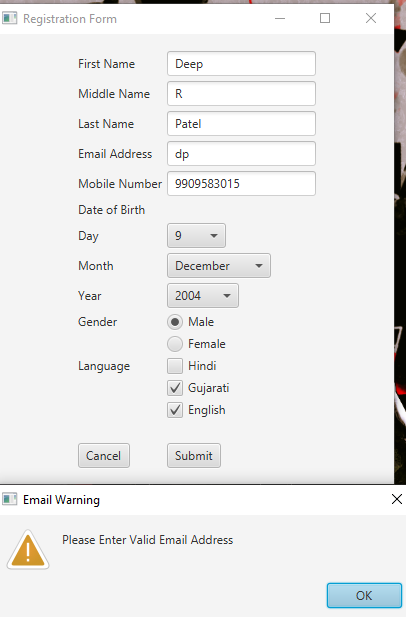 Registration Form
First Name Deep
Middle Name R
Last Name Patel
Email Address dp
Mobile Number 9909583015
Date of Birth
Day 9
Month December
Year 2004
Gender Male
Female
Language Hindi
Gujarati
English
Cancel Submit
Email Warning
Please Enter Valid Email Address
OK